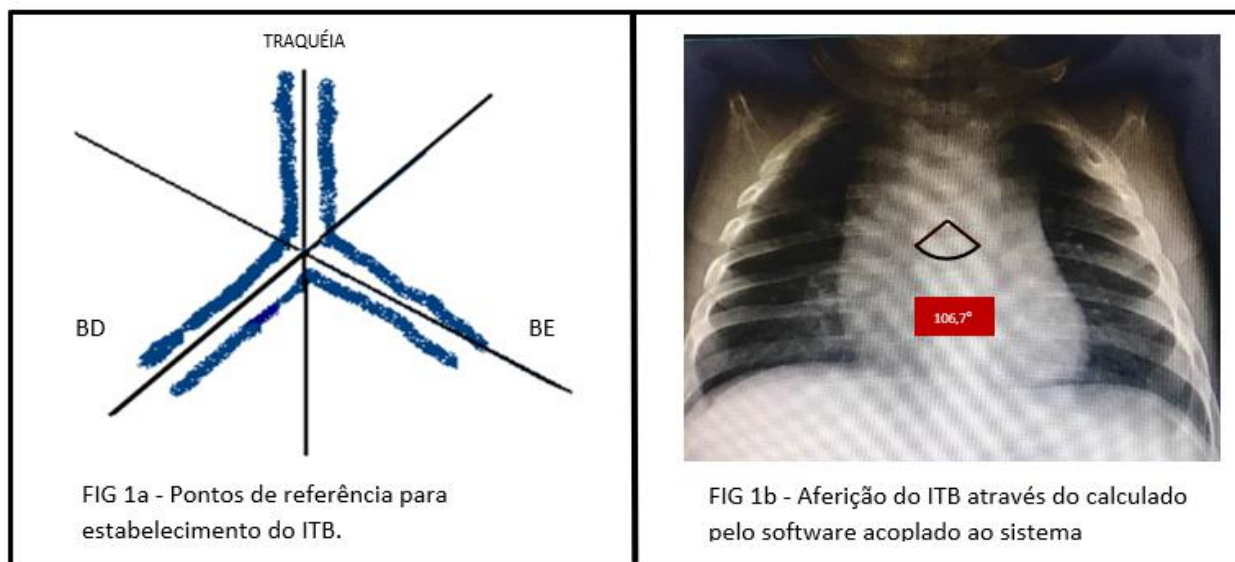 TRAQUÉIA
BD
BE
FIG 1a - Pontos de referência para
estabelecimento do ITB.
106,7°
FIG 1b - Aferição do ITB através do calculado
pelo software acoplado ao sistema